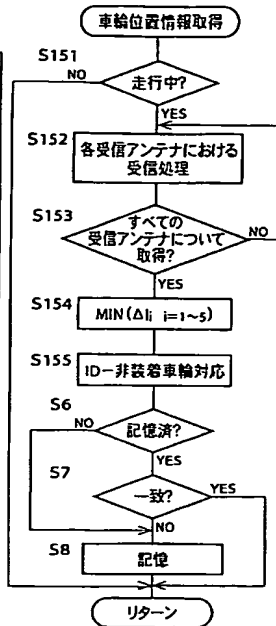 車輪位置情報取得
S151
NO
走行中?
YES
S152
各受信アンテナにおける
受信処理
S153
すべての
受信アンテナについて
取得?
NO
YES
S154
MIN(ΔIi i=1~5)
S155
ID-非装着車輪対応
S6
NO
記憶済?
YES
S7
一致?
YES
NO
S8
記憶
リターン